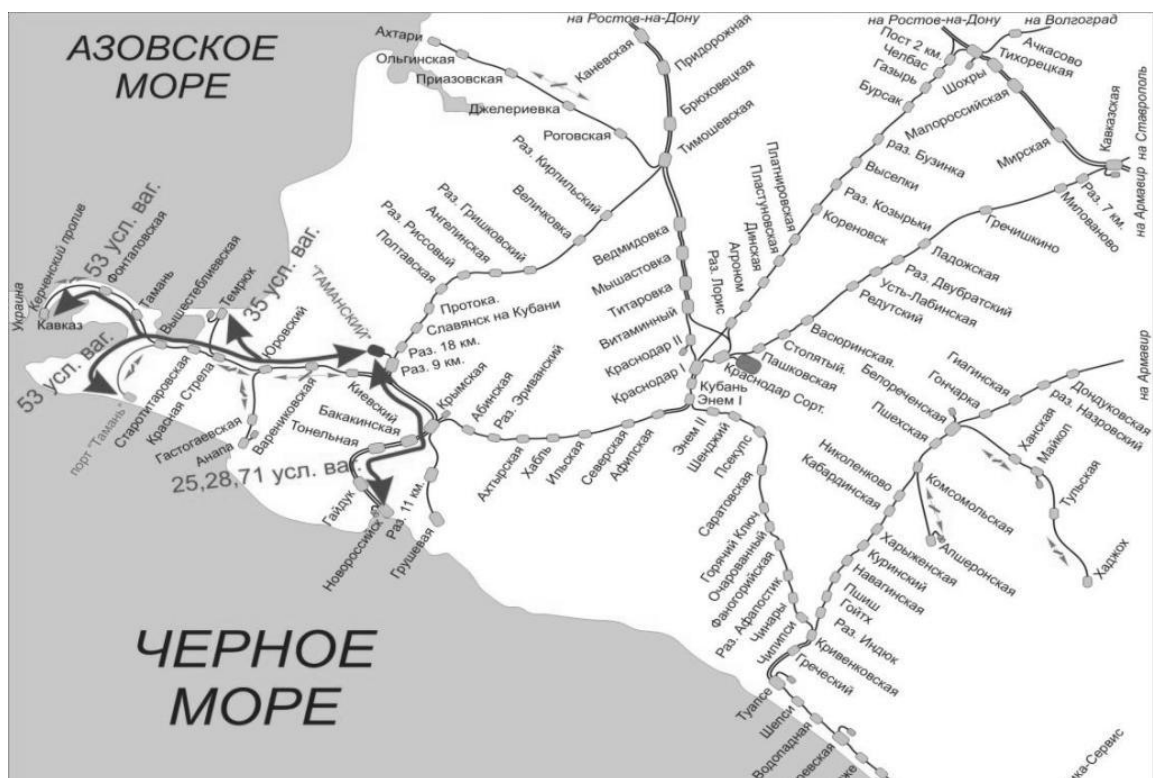 АЗОВСКОЕ
МОРЕ
на Ростов-на-Дону
на Ростов-на-Дону
на Волгоград
Ахтари
Ольгинская
Приазовская
Джелериевка
Роговская
Каневская
Придорожная
Брюховецкая
Тимошевская
Пост 2 км.
Челбас
Газырь
Бурсак
Шохры
Ачкасово
Тихорецкая
Малороссийская
Мирская
Кавказская
на Ставрополь
на Армавир
Раз. 7 км.
Милованово
Гречишкино
раз. Бузинка
Выселки
Раз. Козырьки
Кореновск
Платнировская
Пластуновская
Динская
Агроном
Раз. Лорис
Ладожская
Раз. Двубратский
Усть-Лабинская
Редутский
Васюринская.
Столятый.
Пашковская
Краснодар Сорт.
Раз. Кирпильский
Величковка
Раз. Гришковский
Ангелинская
Раз. Риссовый
Полтавская
Протока.
Славянск на Кубани
Раз. 18 км.
Раз. 9 км.
"ТАМАНСКИЙ"
Ведмидовка
Мышастовка
Титаровка
Витаминный
Краснодар II
Краснодар I
Кубань
Энем I
Украина
Керченский пролив
Кавказ
53 усл. ваг.
Фонталовская
Тамань
Вышестеблиевская
Темрюк
35 усл. ваг.
Юровский
53 усл. ваг.
порт "Тамань"
Старотитаровская
Красная Стрела
Гастогаевская
Анапа
Варениковская
Киевский
Бакакинская
Тонельная
25,28,71 усл. ваг.
Гайдук
Новороссийск
Раз. 11 км.
Грушевая
Крымская
Абинская
Раз. Эриванский
Ахтырская
Хабль
Ильская
Северская
Афипская
Энем II
Шенджий
Псекупс
Саратовская
Горячий Ключ
Очарованный
Фаногорийская
Раз. Афапостик
Чинары
Чилипси
на Армавир
Дондуковская
раз. Назровский
Гиагинская
Гончарка
Белореченская
Пшехская
Ханская
Майкоп
Тульская
Хаджох
Николенково
Кабардинская
Комсомольская
Апшеронская
Харыженская
Куринский
Навагинская
Пшиш
Гойтх
Раз. Индюк
Кривенковская
Греческий
Туапсе
Шепси
Водопадная
ЧЕРНОЕ
МОРЕ